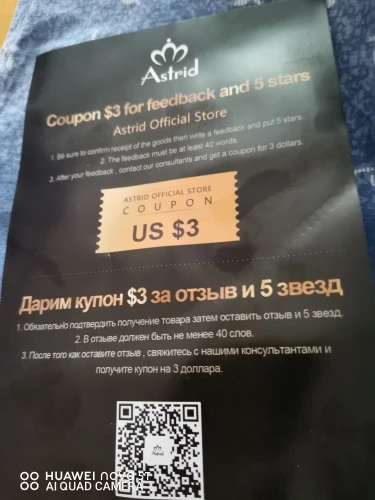 Astrid
Coupon $3 for feedback and 5 stars
Astrid Official Store
1. Be sure to confirm receipt of the goods then write a feedback and put 5 stars.
2. The feedback must be at least 40 words.
3. After your feedback , contact our consultants and get a coupon for 3 dollars.
ASTRID OFFICIAL STORE
COUPON
US $3
Дарим купон $3 за отзыв и 5 звезд
1. Обязательно подтвердить получение товара затем оставить отзыв и 5 звезд.
2. В отзыве должен быть не менее 40 слов.
3. После того как оставите отзыв , свяжитесь с нашими консультантами и
получите купон на 3 доллара.
Astrid
HUAWEI nova 5T
AI QUAD CAMERA